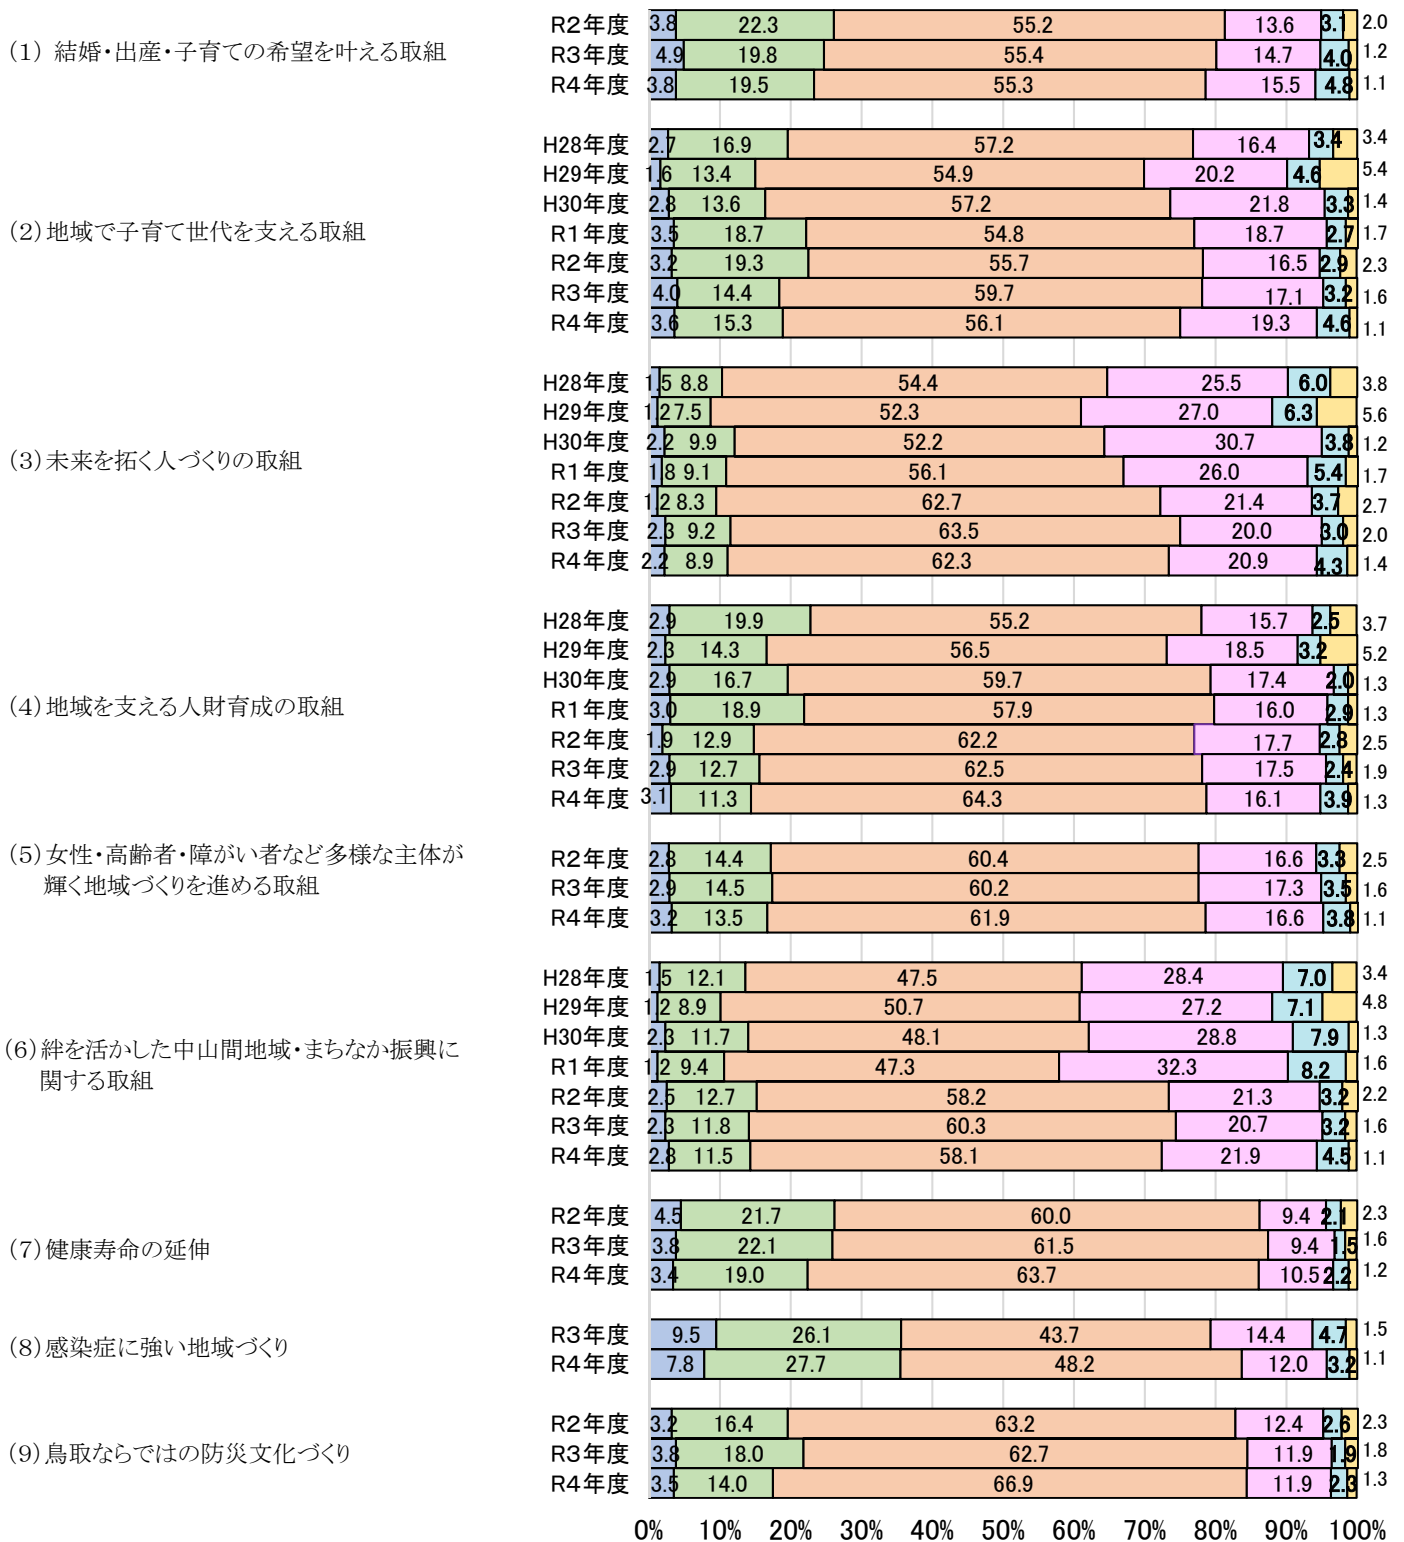 (1) 結婚・出産・子育ての希望を叶える取組
R2年度 3.8 22.3 55.2 13.6 3.1 2.0
R3年度 4.9 19.8 55.4 14.7 4.0 1.2
R4年度 3.8 19.5 55.3 15.5 4.8 1.1
(2)地域で子育て世代を支える取組
H28年度 2.7 16.9 57.2 16.4 3.4 3.4
H29年度 1.6 13.4 54.9 20.2 4.6 5.4
H30年度 2.8 13.6 57.2 21.8 3.3 1.4
R1年度 3.5 18.7 54.8 18.7 2.7 1.7
R2年度 3.2 19.3 55.7 16.5 2.9 2.3
R3年度 4.0 14.4 59.7 17.1 3.2 1.6
R4年度 3.6 15.3 56.1 19.3 4.6 1.1
(3)未来を拓く人づくりの取組
H28年度 1.5 8.8 54.4 25.5 6.0 3.8
H29年度 1.2 7.5 52.3 27.0 6.3 5.6
H30年度 2.2 9.9 52.2 30.7 3.8 1.2
R1年度 1.8 9.1 56.1 26.0 5.4 1.7
R2年度 1.2 8.3 62.7 21.4 3.7 2.7
R3年度 2.3 9.2 63.5 20.0 3.0 2.0
R4年度 2.2 8.9 62.3 20.9 4.3 1.4
(4)地域を支える人財育成の取組
H28年度 2.9 19.9 55.2 15.7 2.5 3.7
H29年度 2.3 14.3 56.5 18.5 3.2 5.2
H30年度 2.9 16.7 59.7 17.4 2.0 1.3
R1年度 3.0 18.9 57.9 16.0 2.9 1.3
R2年度 1.9 12.9 62.2 17.7 2.8 2.5
R3年度 2.9 12.7 62.5 17.5 2.4 1.9
R4年度 3.1 11.3 64.3 16.1 3.9 1.3
(5)女性・高齢者・障がい者など多様な主体が
輝く地域づくりを進める取組
R2年度 2.8 14.4 60.4 16.6 3.3 2.5
R3年度 2.9 14.5 60.2 17.3 3.5 1.6
R4年度 3.2 13.5 61.9 16.6 3.8 1.1
(6)絆を活かした中山間地域・まちなか振興に
関する取組
H28年度 1.5 12.1 47.5 28.4 7.0 3.4
H29年度 1.2 8.9 50.7 27.2 7.1 4.8
H30年度 2.3 11.7 48.1 28.8 7.9 1.3
R1年度 1.2 9.4 47.3 32.3 8.2 1.6
R2年度 2.5 12.7 58.2 21.3 3.2 2.2
R3年度 2.3 11.8 60.3 20.7 3.2 1.6
R4年度 2.8 11.5 58.1 21.9 4.5 1.1
(7)健康寿命の延伸
R2年度 4.5 21.7 60.0 9.4 2.1 2.3
R3年度 3.8 22.1 61.5 9.4 1.5 1.6
R4年度 3.4 19.0 63.7 10.5 2.2 1.2
(8)感染症に強い地域づくり
R3年度 9.5 26.1 43.7 14.4 4.7 1.5
R4年度 7.8 27.7 48.2 12.0 3.2 1.1
(9)鳥取ならではの防災文化づくり
R2年度 3.2 16.4 63.2 12.4 2.6 2.3
R3年度 3.8 18.0 62.7 11.9 1.9 1.8
R4年度 3.5 14.0 66.9 11.9 2.3 1.3
0% 10% 20% 30% 40% 50% 60% 70% 80% 90% 100%